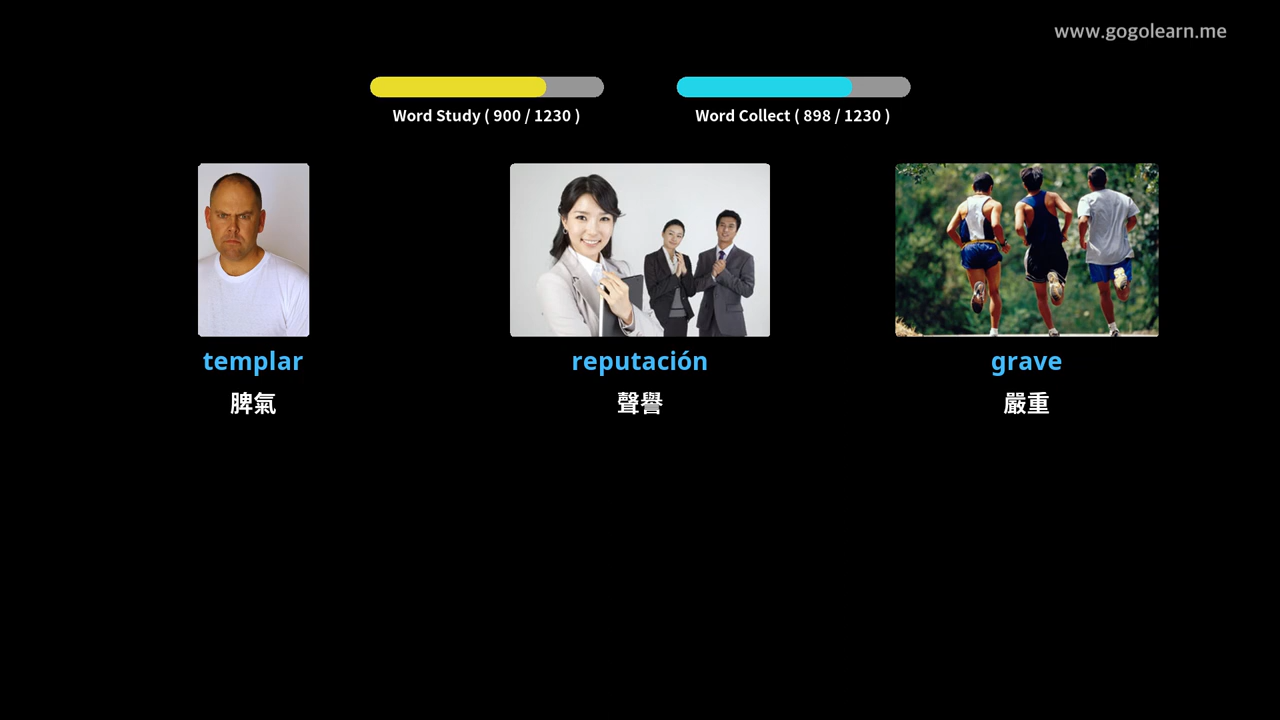 www.gogolearn.me
Word Study ( 900 / 1230 )
Word Collect ( 898 / 1230 )
templar
reputación
grave
脾氣
聲譽
嚴重